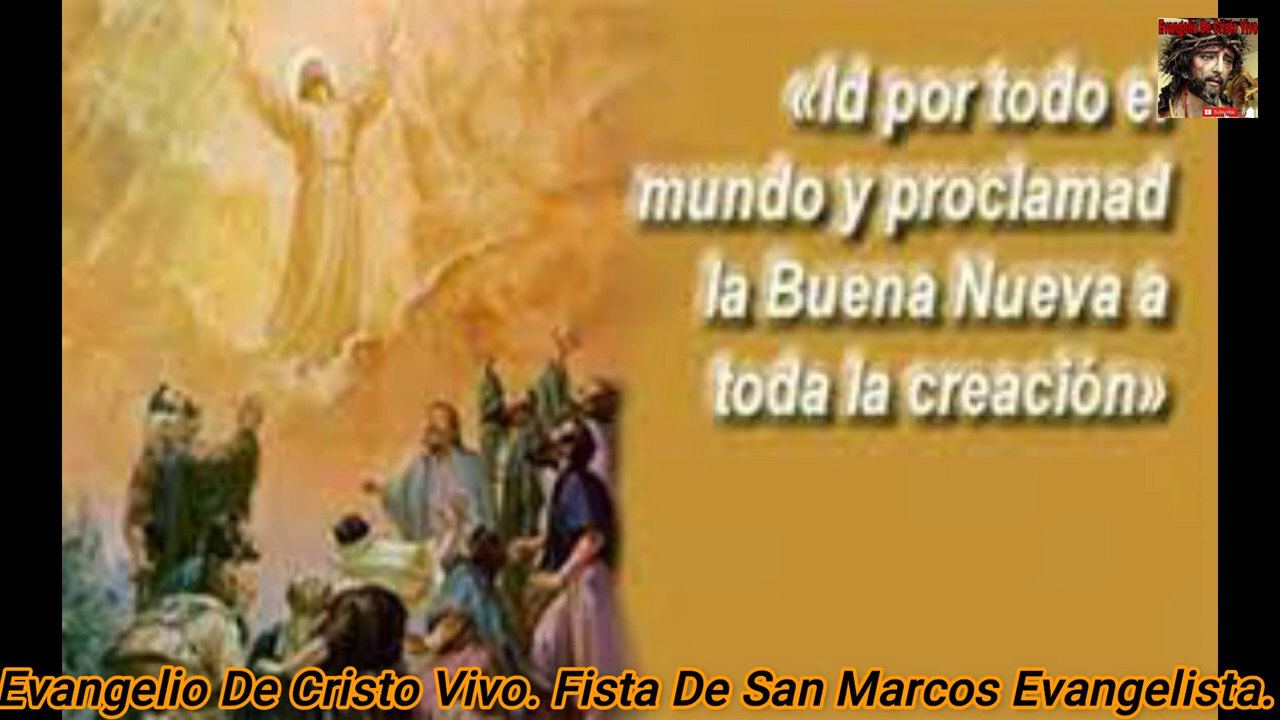 «Id por todo el
mundo y proclamad
la Buena Nueva a
toda la creación»
Evangelio De Cristo Vivo
Subscribe
Evangelio De Cristo Vivo. Fista De San Marcos Evangelista.